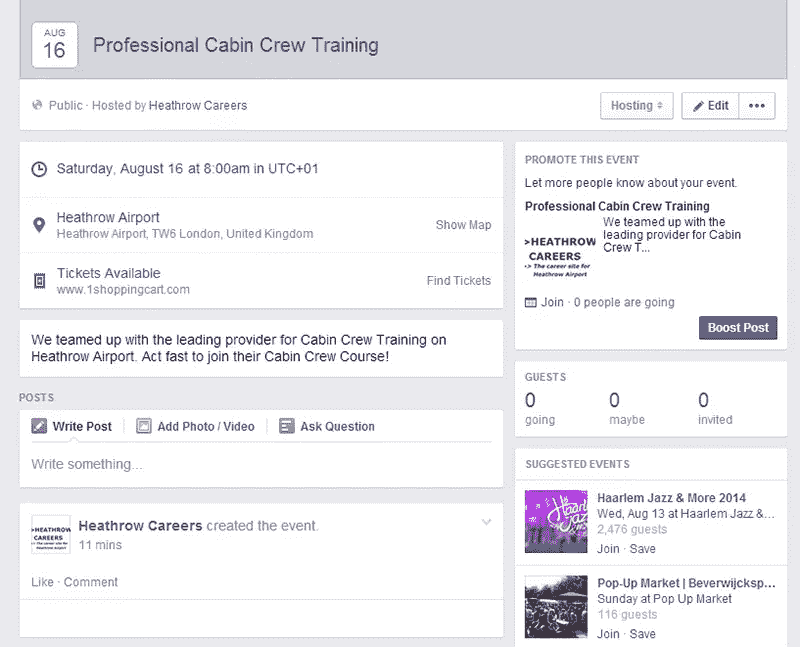 AUG
16
Professional Cabin Crew Training
Public · Hosted by Heathrow Careers
Hosting
Edit
Saturday, August 16 at 8:00am in UTC+01
Heathrow Airport
Show Map
Heathrow Airport, TW6 London, United Kingdom
Tickets Available
Find Tickets
www.1shoppingcart.com
We teamed up with the leading provider for Cabin Crew Training on
Heathrow Airport. Act fast to join their Cabin Crew Course!
POSTS
Write Post
Add Photo / Video
Ask Question
Write something...
Heathrow Careers created the event.
11 mins
>HEATHROW
CAREERS
Like · Comment
PROMOTE THIS EVENT
Let more people know about your event.
Professional Cabin Crew Training
We teamed up with the
leading provider for Cabin
Crew T...
>HEATHROW
CAREERS
-> The career site for
Heathrow Airport
Join · 0 people are going
Boost Post
GUESTS
0
going
0
maybe
0
invited
SUGGESTED EVENTS
Haarlem Jazz & More 2014
Wed, Aug 13 at Haarlem Jazz &...
2,476 guests
Join · Save
Haarlem
Jazz
Pop-Up Market | Beverwijcksp...
Sunday at Pop Up Market
116 guests
Join · Save